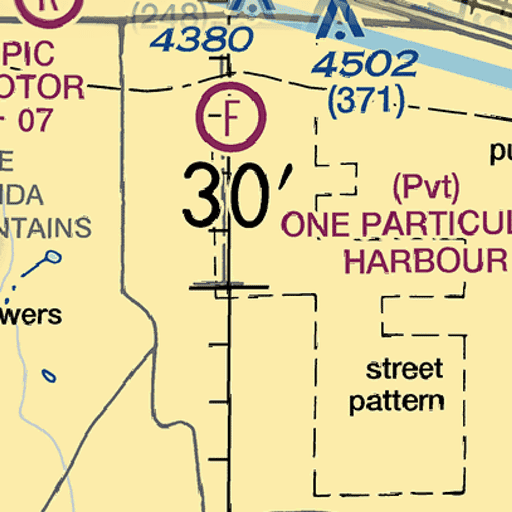 R
(248)
4380
4502
(371)
PIC
OTOR
07
F
30′
E
IDA
NTAINS
(Pvt)
ONE PARTICUL
HARBOUR
pu
wers
street
pattern